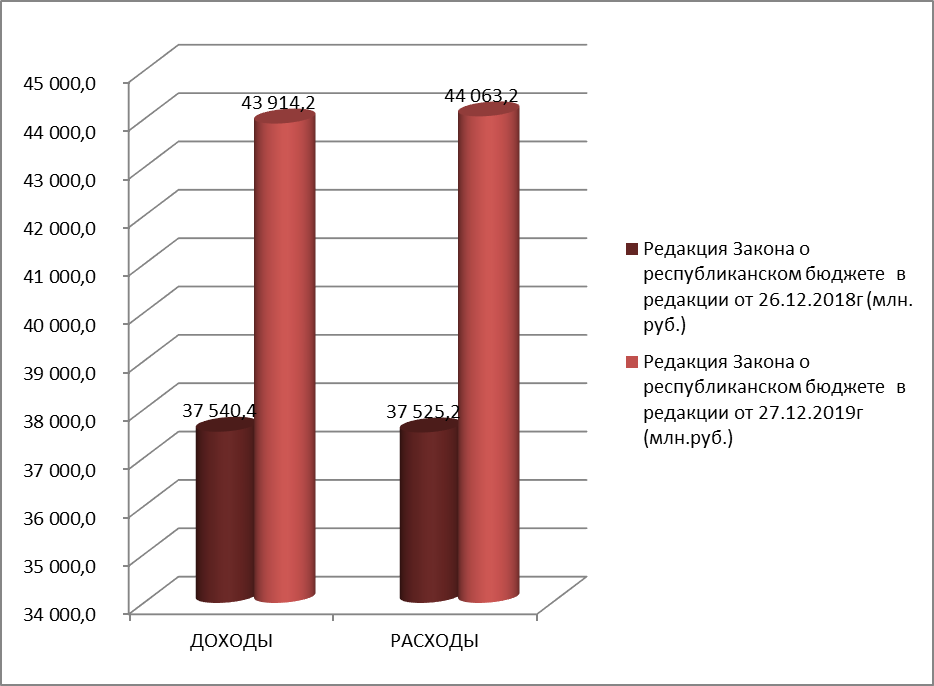 45 000,0
44 000,0
43 000,0
42 000,0
41 000,0
40 000,0
39 000,0
38 000,0
37 000,0
36 000,0
35 000,0
34 000,0
43 914,2
44 063,2
37 540,4
37 525,2
ДОХОДЫ
РАСХОДЫ
Редакция Закона о
республиканском бюджете в
редакции от 26.12.2018г (млн.
руб.)
Редакция Закона о
республиканском бюджете в
редакции от 27.12.2019г
(млн.руб.)